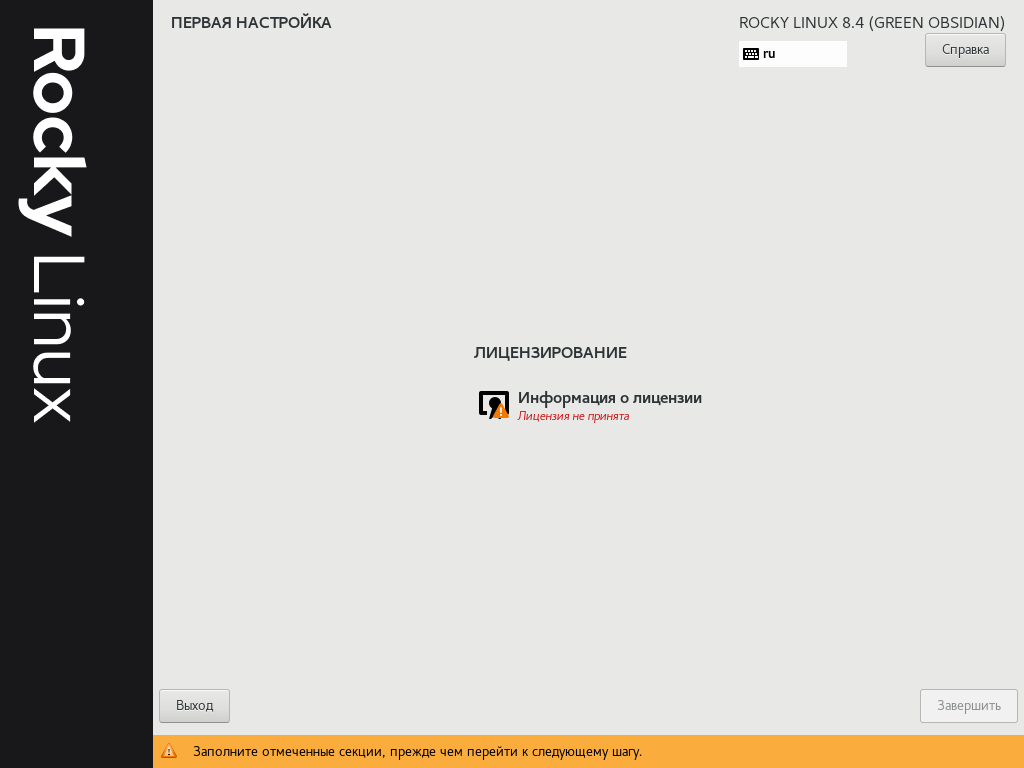 Rocky Linux
ПЕРВАЯ НАСТРОЙКА
ROCKY LINUX 8.4 (GREEN OBSIDIAN)
ru
Справка
ЛИЦЕНЗИРОВАНИЕ
Информация о лицензии
Лицензия не принята
Выход
Завершить
Заполните отмеченные секции, прежде чем перейти к следующему шагу.